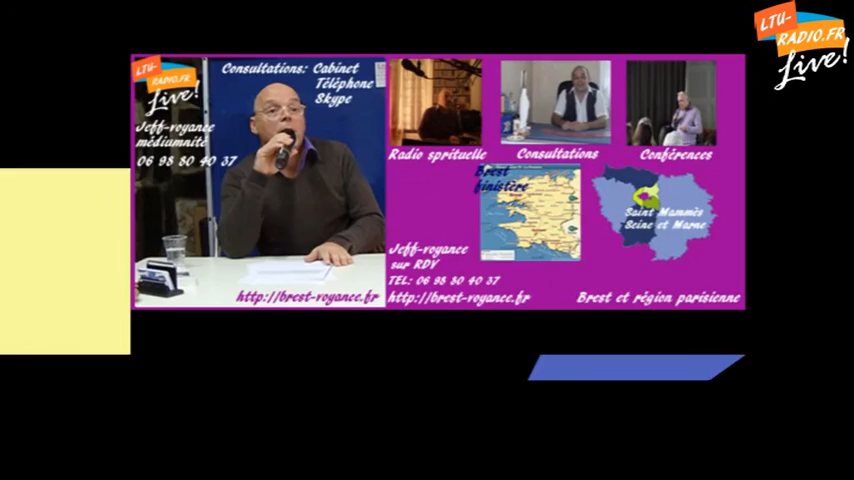 LTU-
RADIO.FR
Live!
LTU-
RADIO.FR
Live!
Consultations: Cabinet
Téléphone
Skype
Jeff-voyance
médiumnité
06 98 80 40 37
http://brest-voyance.fr
Radio sprituelle
Consultations
Conférences
Brest
finistère
Saint Mammès
Seine et Marne
Jeff-voyance
sur RDV
TEL: 06 98 80 40 37
http://brest-voyance.fr
Brest et région parisienne